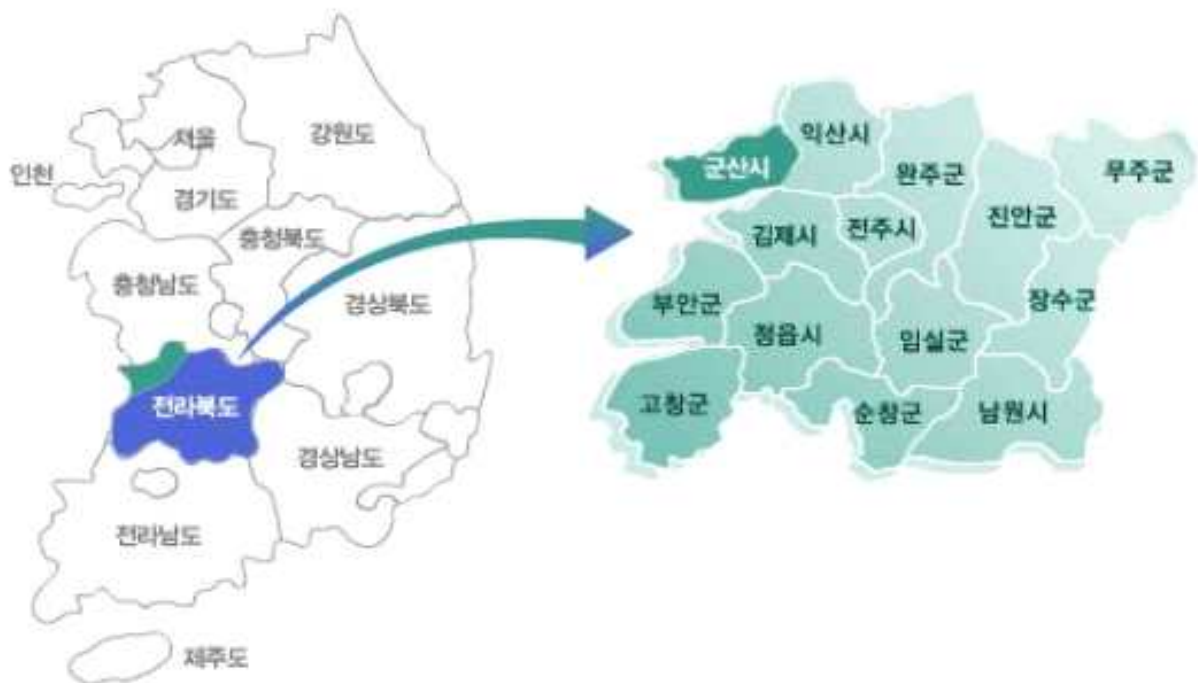 강원도
서울
인천
경기도
충청북도
충청남도
경상북도
전라북도
경상남도
전라남도
제주도
익산시
군산시
완주군
무주군
진안군
김제시
전주시
부안군
장수군
정읍시
임실군
고창군
순창군
남원시